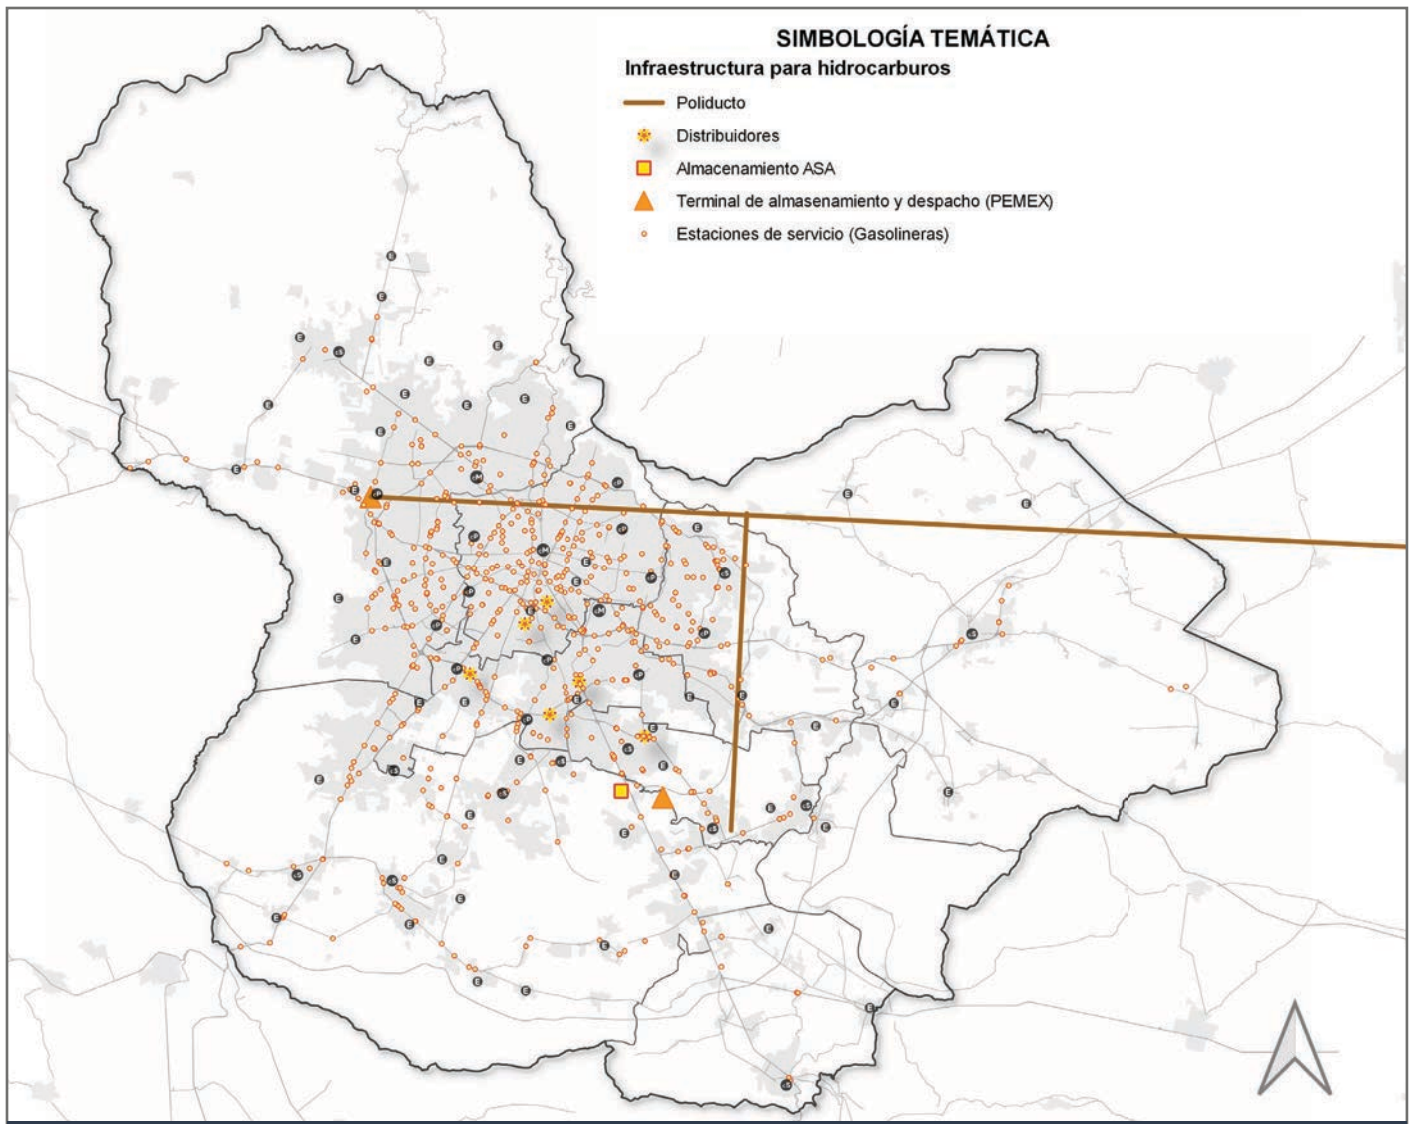 SIMBOLOGÍA TEMÁTICA
Infraestructura para hidrocarburos
Poliducto
Distribuidores
Almacenamiento ASA
Terminal de almasenamiento y despacho (PEMEX)
Estaciones de servicio (Gasolineras)